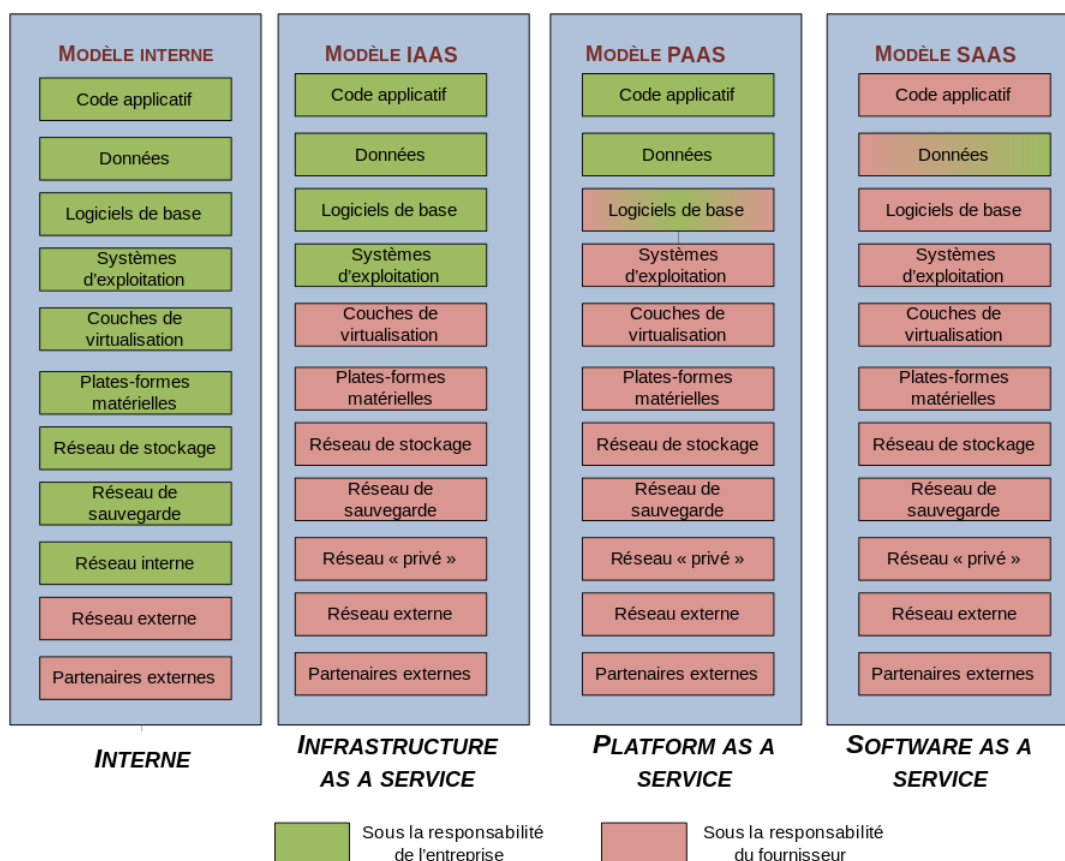 MODÈLE INTERNE
Code applicatif
Données
Logiciels de base
Systèmes
d'exploitation
Couches de
virtualisation
Plates-formes
matérielles
Réseau de stockage
Réseau de
sauvegarde
Réseau interne
Réseau externe
Partenaires externes
INTERNE
MODÈLE IAAS
Code applicatif
Données
Logiciels de base
Systèmes
d'exploitation
Couches de
virtualisation
Plates-formes
matérielles
Réseau de stockage
Réseau de
sauvegarde
Réseau « privé »
Réseau externe
Partenaires externes
INFRASTRUCTURE
AS A SERVICE
MODÈLE PAAS
Code applicatif
Données
Logiciels de base
Systèmes
d'exploitation
Couches de
virtualisation
Plates-formes
matérielles
Réseau de stockage
Réseau de
sauvegarde
Réseau « privé »
Réseau externe
Partenaires externes
PLATFORM AS A
SERVICE
MODÈLE SAAS
Code applicatif
Données
Logiciels de base
Systèmes
d'exploitation
Couches de
virtualisation
Plates-formes
matérielles
Réseau de stockage
Réseau de
sauvegarde
Réseau « privé »
Réseau externe
Partenaires externes
SOFTWARE AS A
SERVICE
Sous la responsabilité
de l'entreprise
Sous la responsabilité
du fournisseur